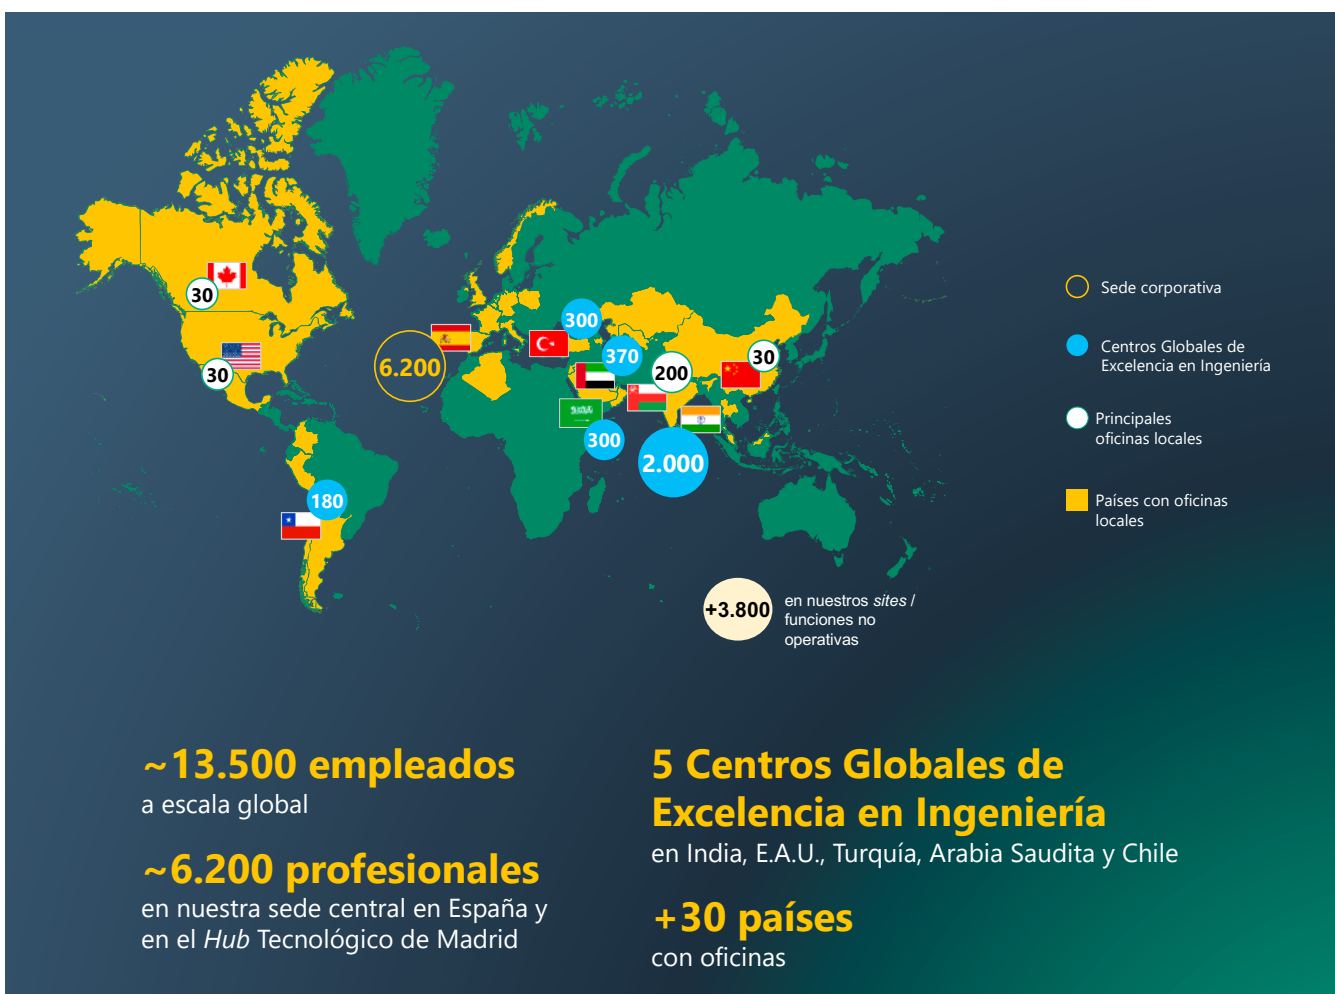 30
30
6.200
300
370
200
30
300
2.000
180
Sede corporativa
Centros Globales de
Excelencia en Ingeniería
Principales
oficinas locales
Países con oficinas
locales
+3.800
en nuestros sites /
funciones no
operativas
~13.500 empleados
a escala global
~6.200 profesionales
en nuestra sede central en España y
en el Hub Tecnológico de Madrid
5 Centros Globales de
Excelencia en Ingeniería
en India, E.A.U., Turquía, Arabia Saudita y Chile
+30 países
con oficinas